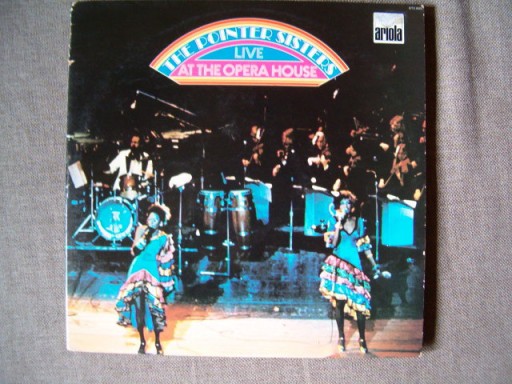 THE POINTER SISTERS
LIVE
AT THE OPERA HOUSE
ariola